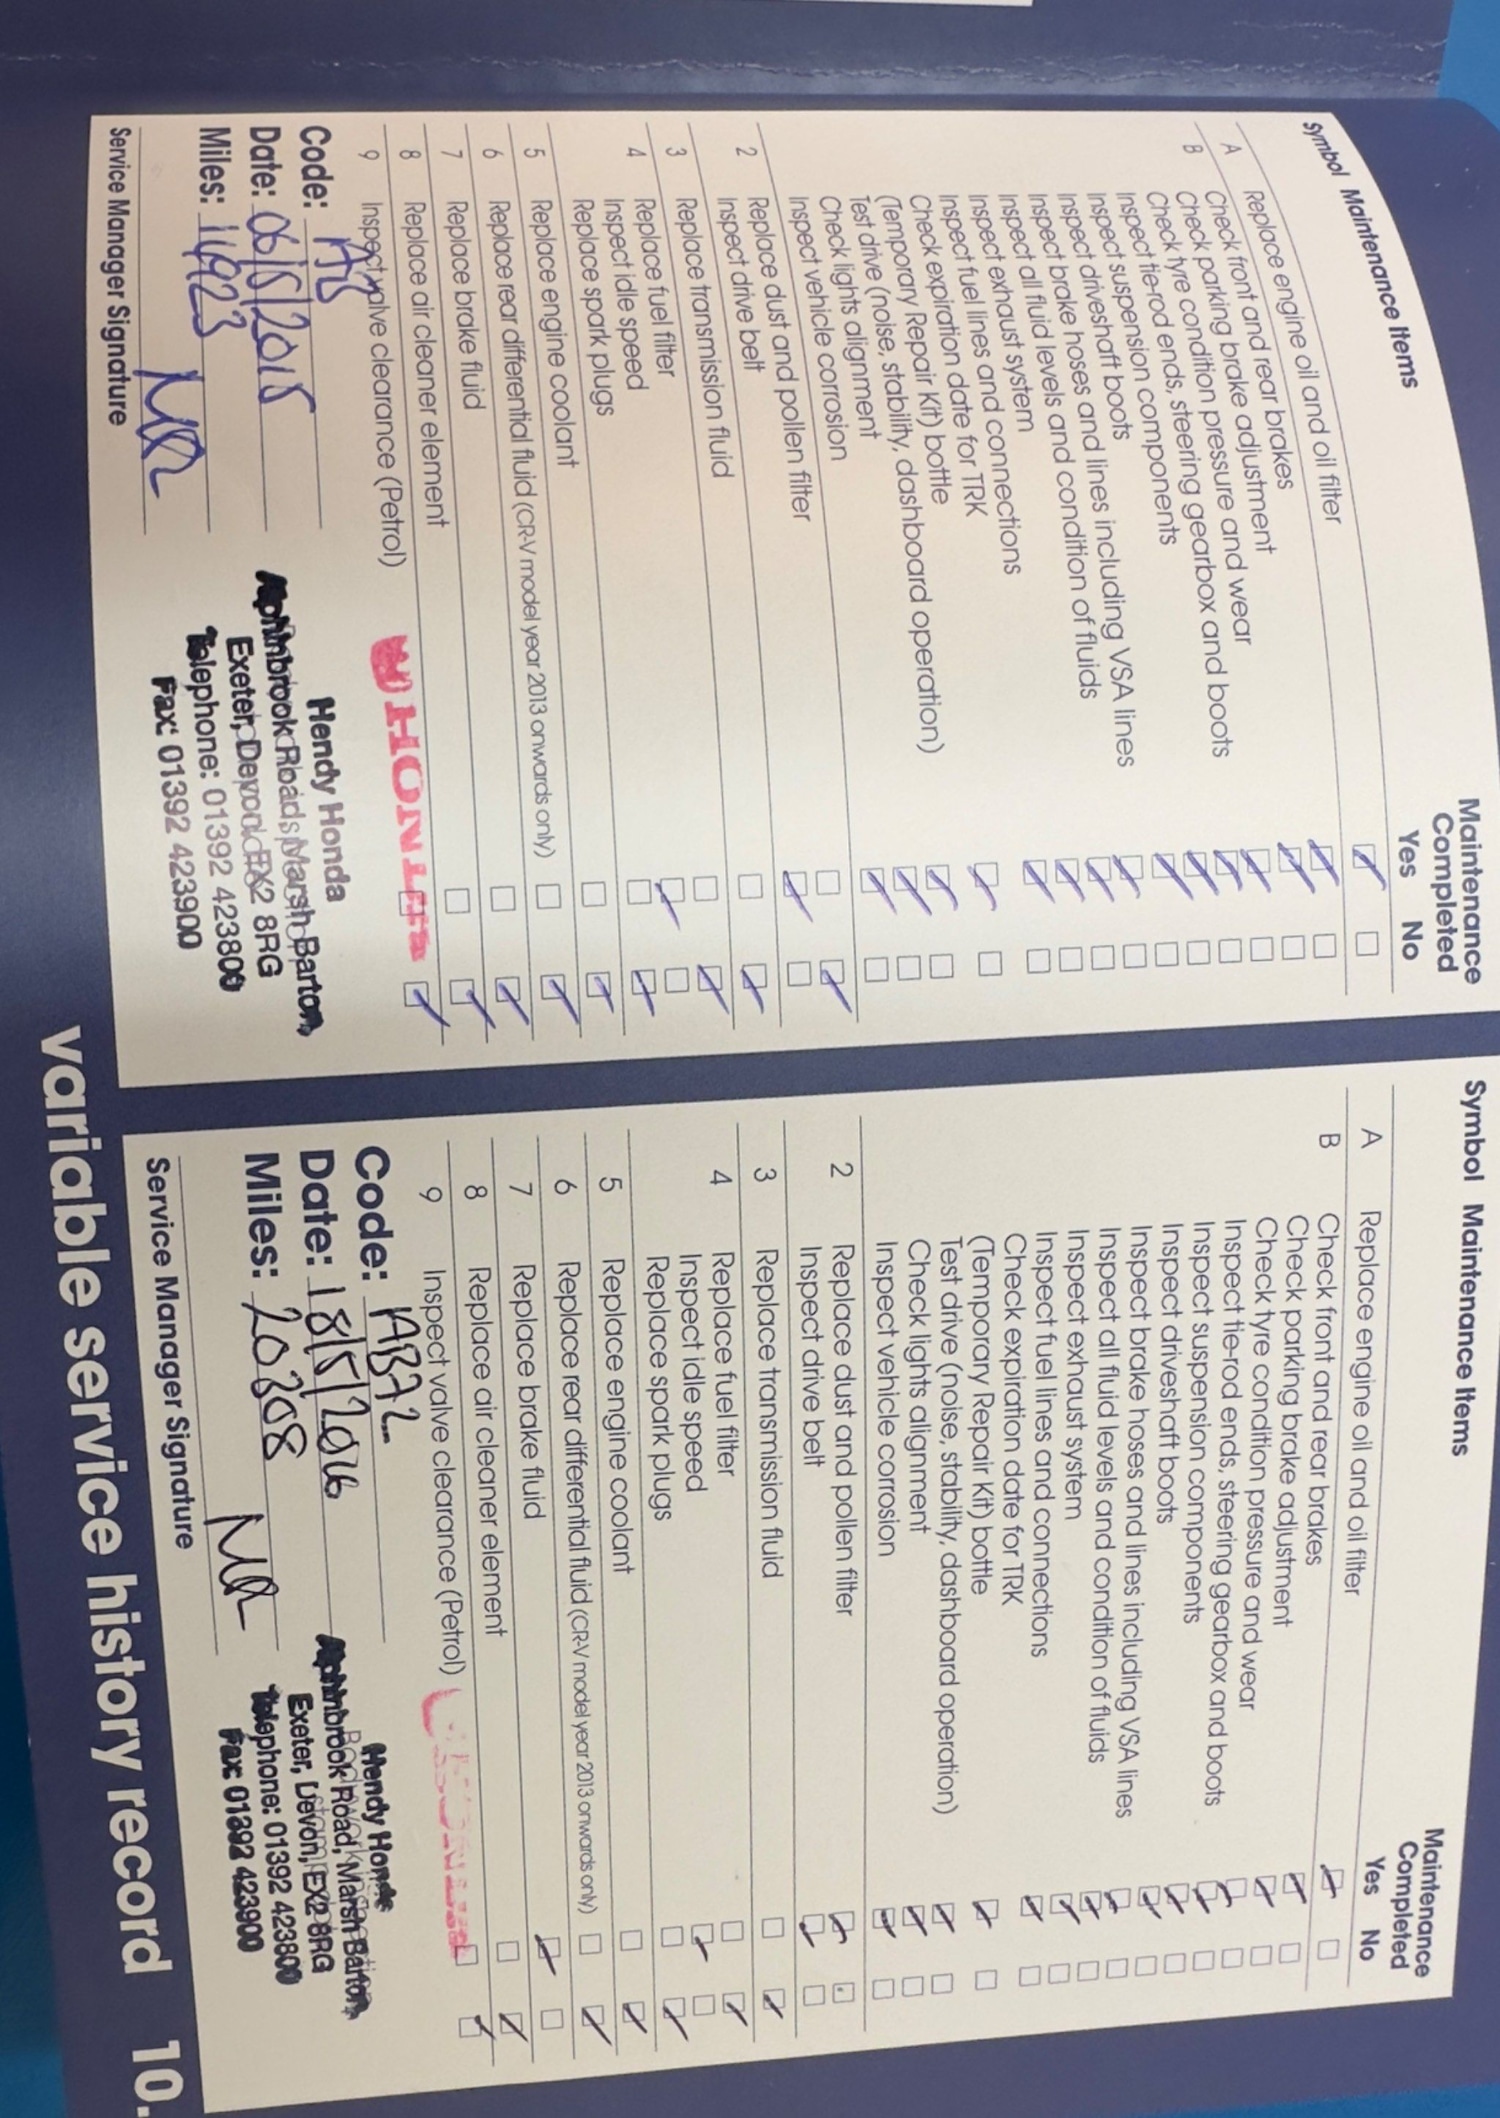 Symbol Maintenance Items
Maintenance
Completed
Yes No
Replace engine oil and oil filter
A Check front and rear brakes
Check parking brake adjustment
B Check tyre condition pressure and wear
Inspect tie-rod ends, steering gearbox and boots
Inspect suspension components
Inspect driveshaft boots
Inspect brake hoses and lines including VSA lines
Inspect all fluid levels and condition of fluids
Inspect exhaust system
Inspect fuel lines and connections
Check expiration date for TRK
(Temporary Repair Kit) bottle
Test drive (noise, stability, dashboard operation)
Check lights alignment
Inspect vehicle corrosion
2 Replace dust and pollen filter
Inspect drive belt
3 Replace transmission fluid
4 Replace fuel filter
Inspect idle speed
Replace spark plugs
5 Replace engine coolant
6 Replace rear differential fluid (CR-V model year 2013 onwards only)
7 Replace brake fluid
8 Replace air cleaner element
9 Inspect valve clearance (Petrol)
HONDA
Code: AB
Date: 06/5/2015
Miles: 14923
Service Manager Signature
Hendy Honda
Alphinbrook Road, Marsh Barton,
Exeter, Devon, EX2 8RG
Telephone: 01392 423800
Fax: 01392 423900
Symbol Maintenance Items
Maintenance
Completed
Yes No
A Replace engine oil and oil filter
B Check front and rear brakes
Check parking brake adjustment
Check tyre condition pressure and wear
Inspect tie-rod ends, steering gearbox and boots
Inspect suspension components
Inspect driveshaft boots
Inspect brake hoses and lines including VSA lines
Inspect all fluid levels and condition of fluids
Inspect exhaust system
Inspect fuel lines and connections
Check expiration date for TRK
(Temporary Repair Kit) bottle
Test drive (noise, stability, dashboard operation)
Check lights alignment
Inspect vehicle corrosion
2 Replace dust and pollen filter
Inspect drive belt
3 Replace transmission fluid
4 Replace fuel filter
Inspect idle speed
Replace spark plugs
5 Replace engine coolant
6 Replace rear differential fluid (CR-V model year 2013 onwards only)
7 Replace brake fluid
8 Replace air cleaner element
9 Inspect valve clearance (Petrol)
Code: AB72
Date: 18/5/2016
Miles: 20308
Service Manager Signature
Hendy Honda
Alphinbrook Road, Marsh Barton,
Exeter, Devon, EX2 8RG
Telephone: 01392 423800
Fax: 01392 423900
variable service history record 10.